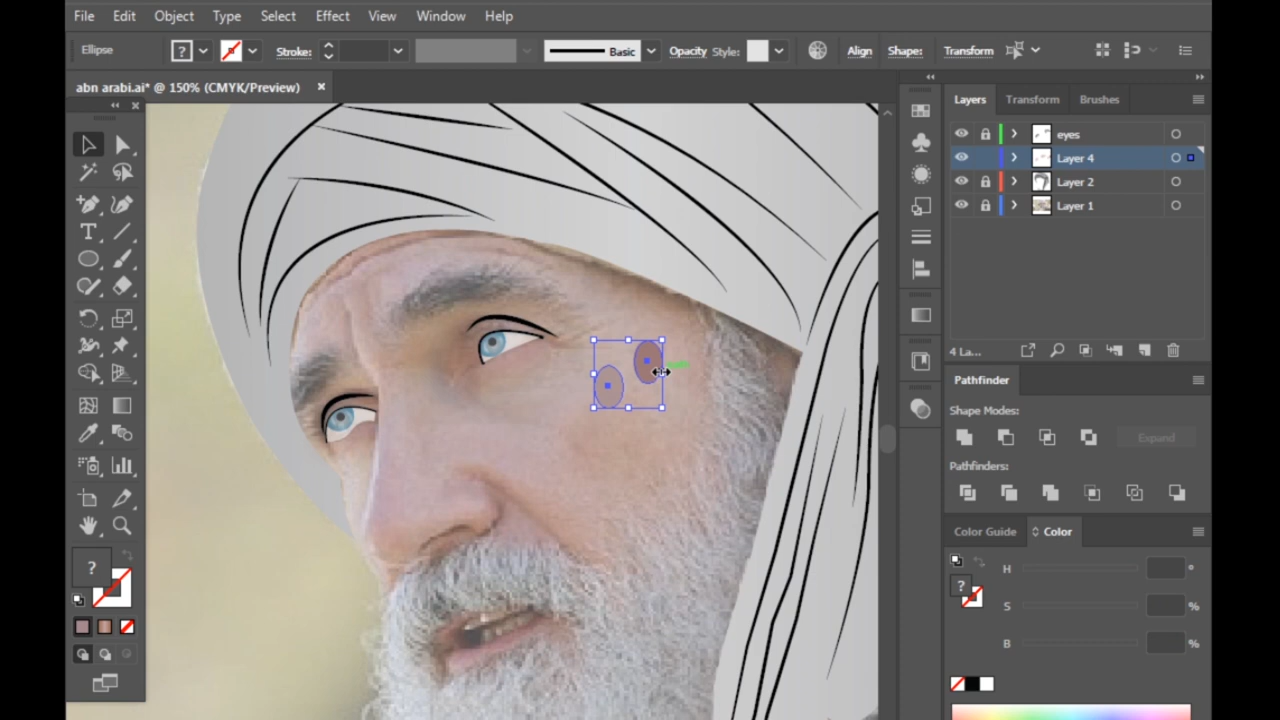 File Edit Object Type Select Effect View Window Help
Ellipse ? Stroke: Basic Opacity Style: Align Shape: Transform
abn arabi.ai* @ 150% (CMYK/Preview) ×
Layers Transform Brushes
eyes
Layer 4
Layer 2
Layer 1
4 La...
Pathfinder
Shape Modes:
Expand
Pathfinders:
Color Guide Color
H °
S %
B %
?
?